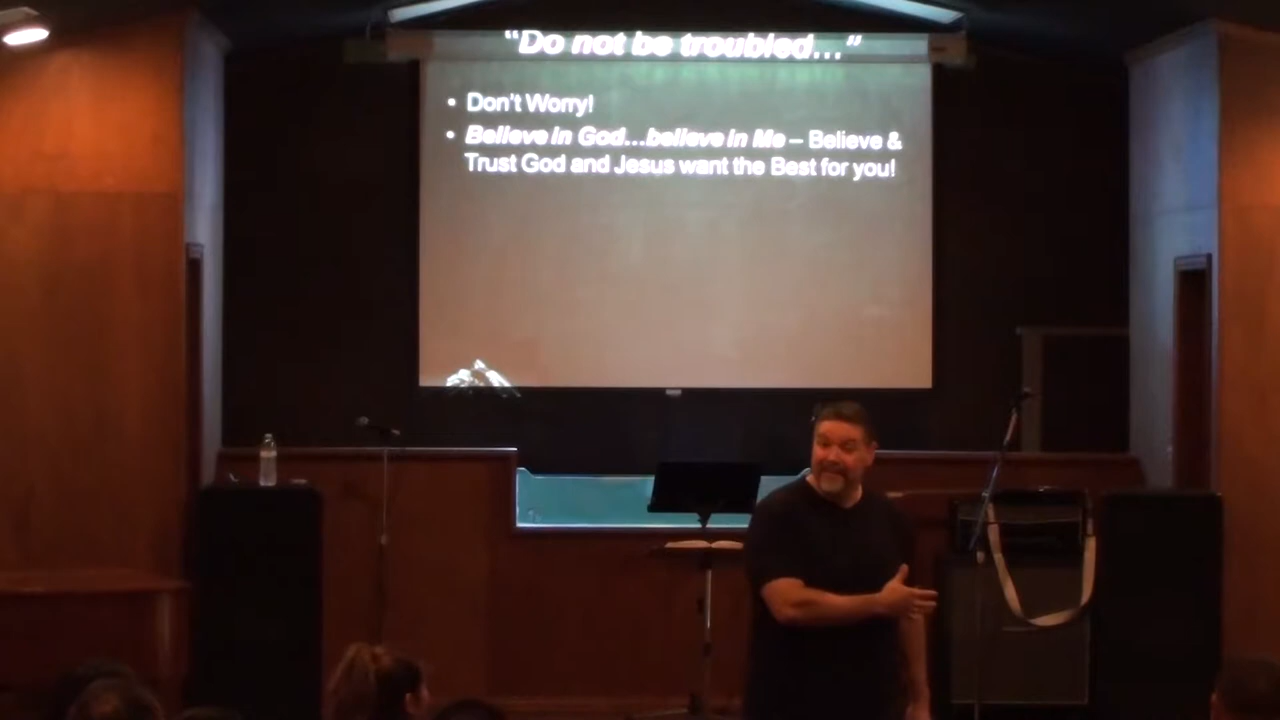 “Do not be troubled…”
• Don't Worry!
• Believe in God…believe in Me – Believe &
Trust God and Jesus want the Best for you!